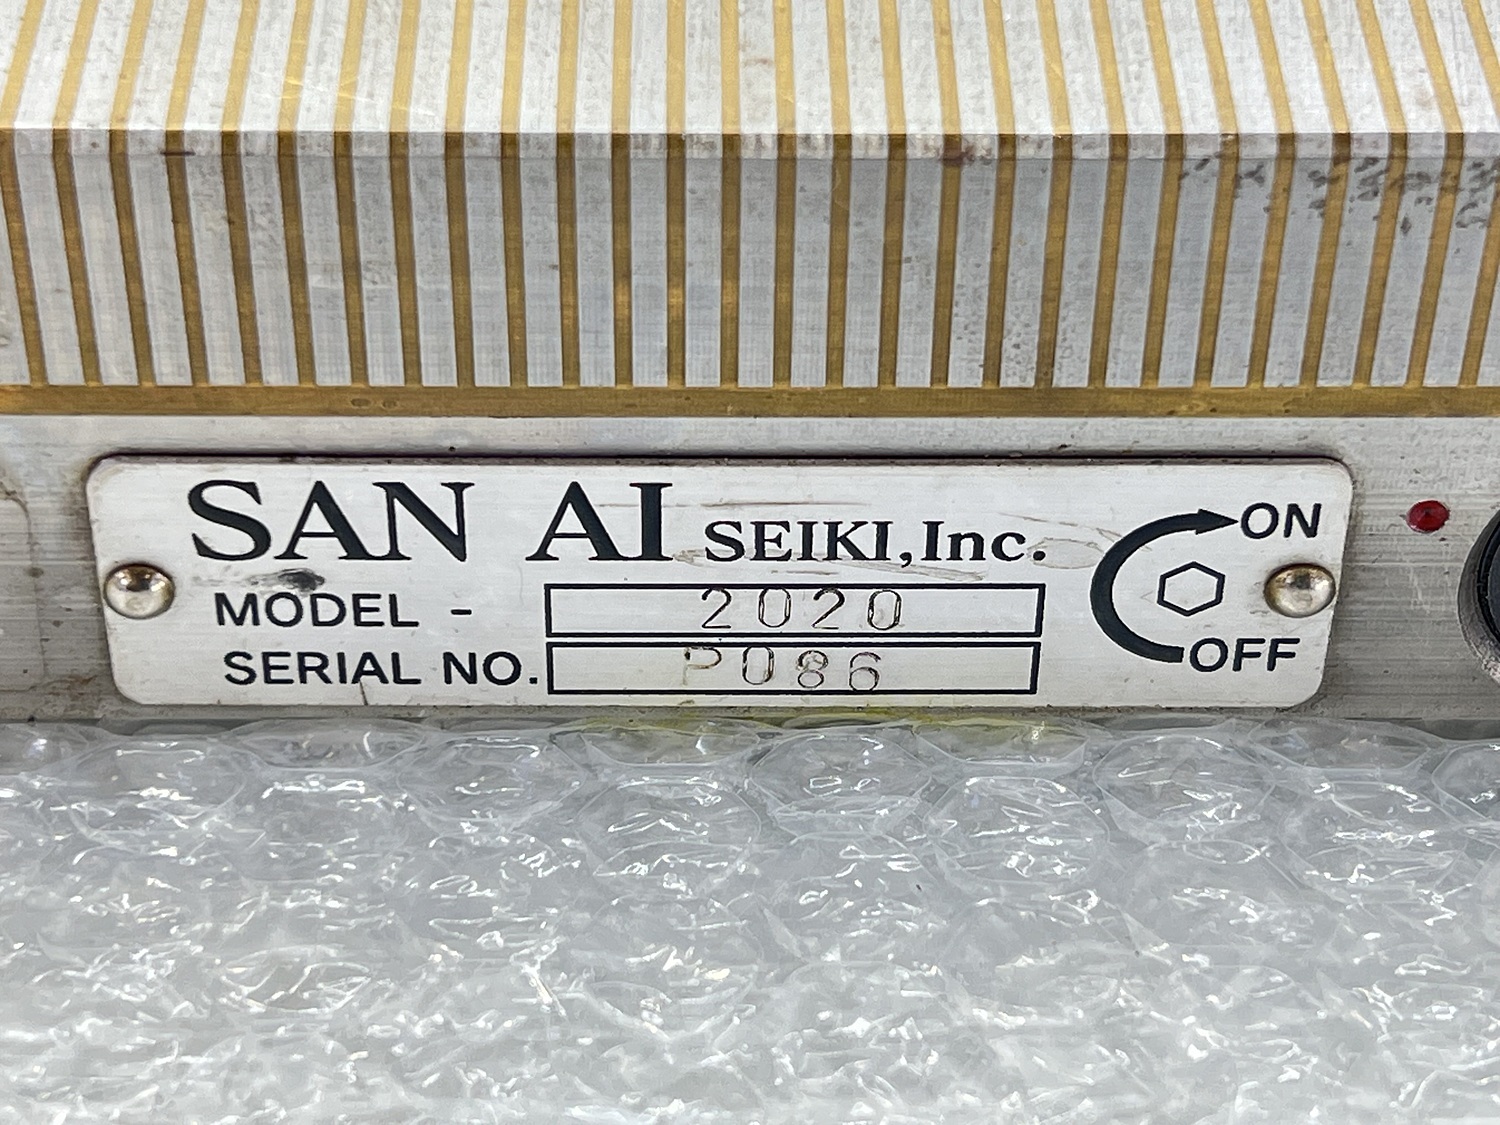 SAN AI SEIKI, Inc.
ON
MODEL - 2020
SERIAL NO. P086
OFF